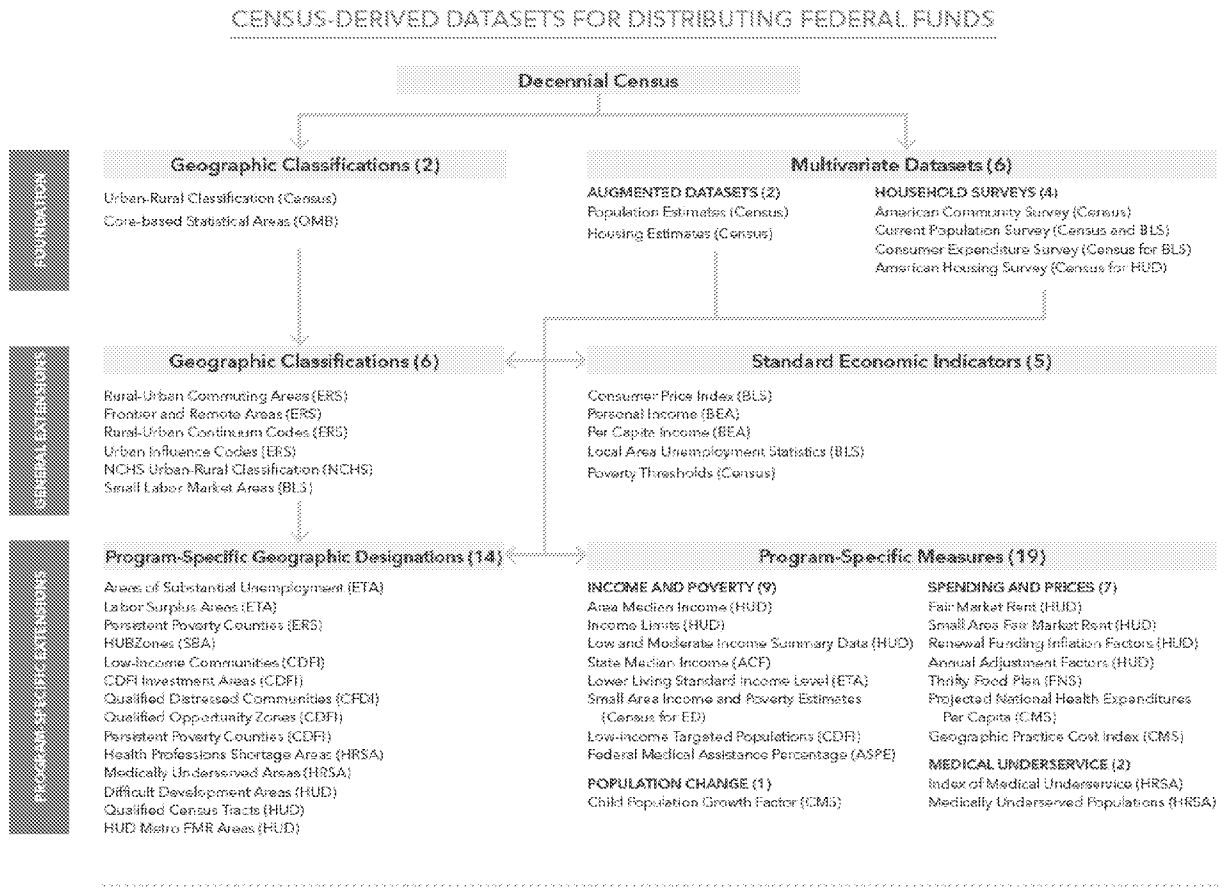 CENSUS-DERIVED DATASETS FOR DISTRIBUTING FEDERAL FUNDS
Decennial Census
FOUNDATION
Geographic Classifications (2)
Urban-Rural Classification (Census)
Core-based Statistical Areas (OMB)
Multivariate Datasets (6)
AUGMENTED DATASETS (2)
Population Estimates (Census)
Housing Estimates (Census)
HOUSEHOLD SURVEYS (4)
American Community Survey (Census)
Current Population Survey (Census and BLS)
Consumer Expenditure Survey (Census for BLS)
American Housing Survey (Census for HUD)
GENERAL EXTENSIONS
Geographic Classifications (6)
Rural-Urban Commuting Areas (ERS)
Frontier and Remote Areas (ERS)
Rural-Urban Continuum Codes (ERS)
Urban Influence Codes (ERS)
NCHS Urban-Rural Classification (NCHS)
Small Labor Market Areas (BLS)
Standard Economic Indicators (5)
Consumer Price Index (BLS)
Personal Income (BEA)
Per Capita Income (BEA)
Local Area Unemployment Statistics (BLS)
Poverty Thresholds (Census)
PROGRAM-SPECIFIC EXTENSIONS
Program-Specific Geographic Designations (14)
Areas of Substantial Unemployment (ETA)
Labor Surplus Areas (ETA)
Persistent Poverty Counties (ERS)
HUBZones (SBA)
Low-Income Communities (CDFI)
CDFI Investment Areas (CDFI)
Qualified Distressed Communities (CFDI)
Qualified Opportunity Zones (CDFI)
Persistent Poverty Counties (CDFI)
Health Professions Shortage Areas (HRSA)
Medically Underserved Areas (HRSA)
Difficult Development Areas (HUD)
Qualified Census Tracts (HUD)
HUD Metro FMR Areas (HUD)
Program-Specific Measures (19)
INCOME AND POVERTY (9)
Area Median Income (HUD)
Income Limits (HUD)
Low and Moderate Income Summary Data (HUD)
State Median Income (ACF)
Lower Living Standard Income Level (ETA)
Small Area Income and Poverty Estimates
(Census for ED)
Low-Income Targeted Populations (CDFI)
Federal Medical Assistance Percentage (ASPE)
POPULATION CHANGE (1)
Child Population Growth Factor (CMS)
SPENDING AND PRICES (7)
Fair Market Rent (HUD)
Small Area Fair Market Rent (HUD)
Renewal Funding Inflation Factors (HUD)
Annual Adjustment Factors (HUD)
Thrifty Food Plan (FNS)
Projected National Health Expenditures
Per Capita (CMS)
Geographic Practice Cost Index (CMS)
MEDICAL UNDERSERVICE (2)
Index of Medical Underservice (HRSA)
Medically Underserved Populations (HRSA)